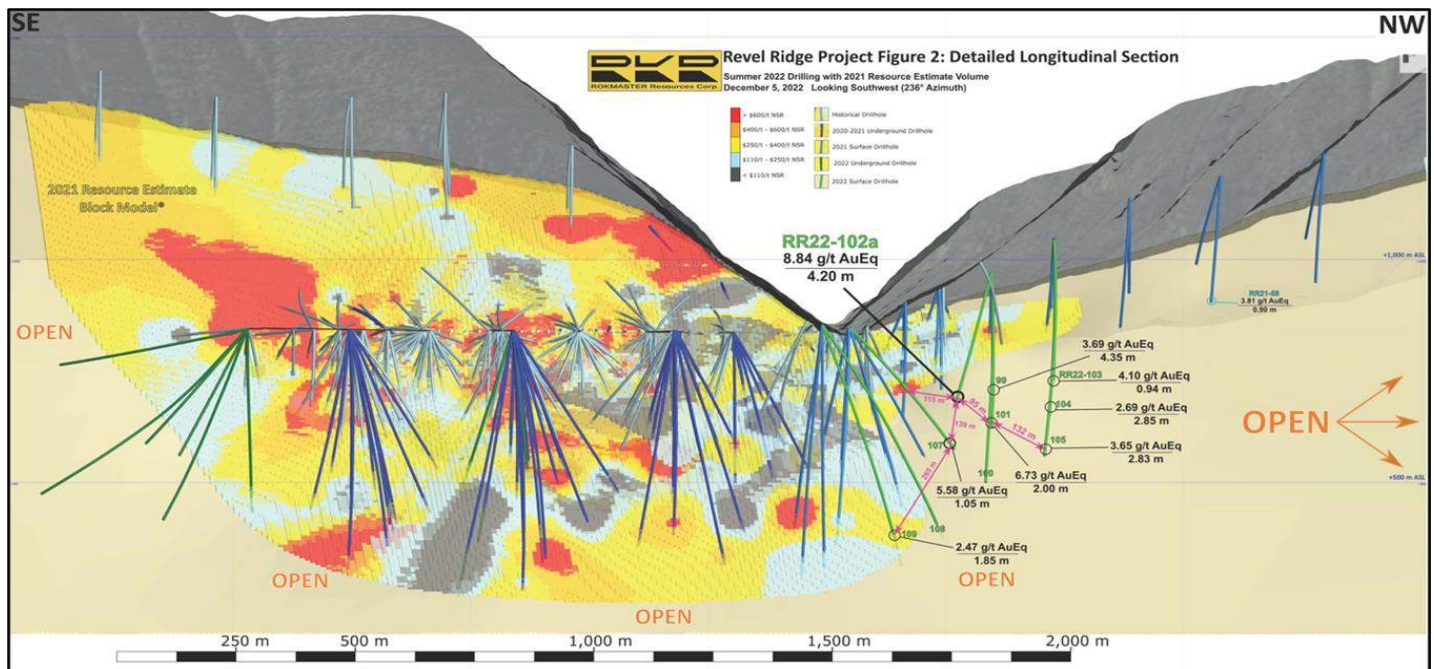 SE
NW
RKR
ROKMASTER Resources Corp.
Revel Ridge Project Figure 2: Detailed Longitudinal Section
Summer 2022 Drilling with 2021 Resource Estimate Volume
December 5, 2022 Looking Southwest (236° Azimuth)
> $600/t NSR
$400/t - $600/t NSR
$250/t - $400/t NSR
$110/t - $250/t NSR
< $110/t NSR
Historical Drillhole
2020-2021 Underground Drillhole
2021 Surface Drillhole
2022 Underground Drillhole
2022 Surface Drillhole
2021 Resource Estimate
Block Model
RR22-102a
8.84 g/t AuEq
4.20 m
+1,000 m ASL
RR21-58
3.81 g/t AuEq
0.90 m
OPEN
3.69 g/t AuEq
4.35 m
99
RR22-103
4.10 g/t AuEq
0.94 m
115 m
95 m
101
104
2.69 g/t AuEq
2.85 m
OPEN
139 m
132 m
107
105
3.65 g/t AuEq
2.83 m
265 m
100
6.73 g/t AuEq
2.00 m
+500 m ASL
5.58 g/t AuEq
1.05 m
108
109
2.47 g/t AuEq
1.85 m
OPEN
OPEN
OPEN
250 m
500 m
1,000 m
1,500 m
2,000 m